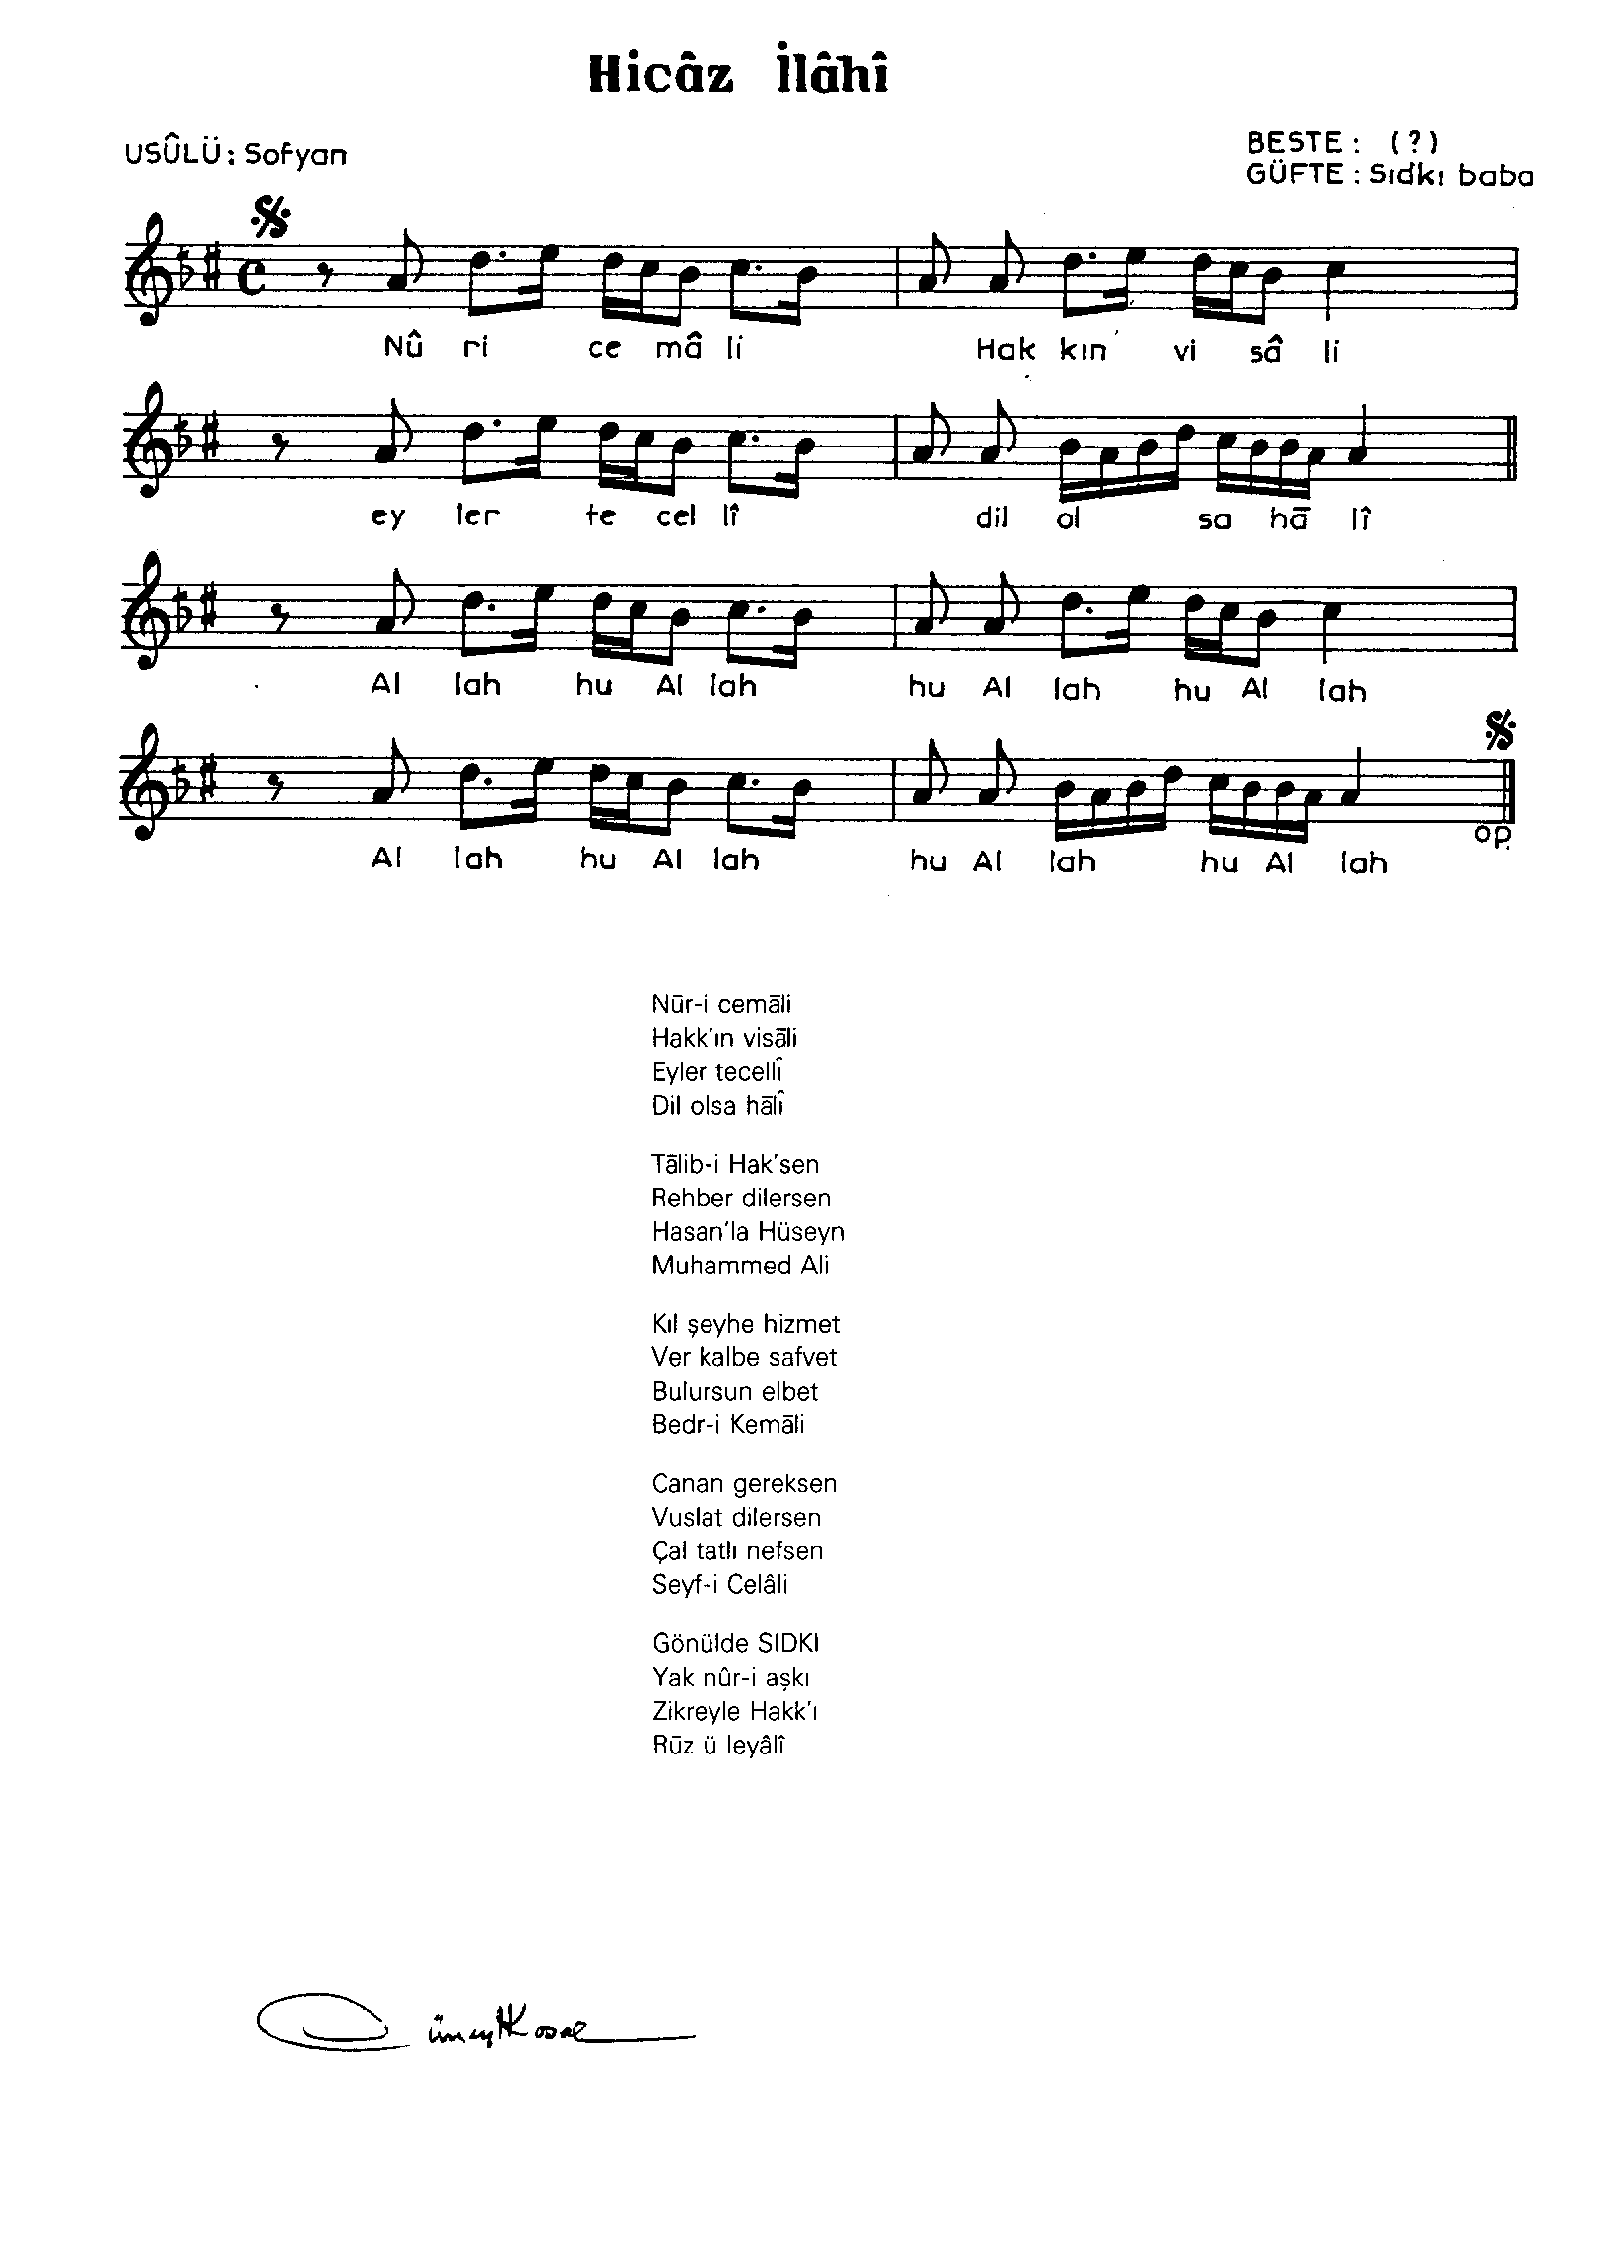 Hicâz İlâhî
USÛLÜ: Sofyan
BESTE: (?)
GÜFTE: Sıdkı baba
Nû ri ce mâ li Hak kın vi sâ li
ey ler te cel lî dil ol sa hā lî
Al lah hu Al lah hu Al lah hu Al lah
op.
Al lah hu Al lah hu Al lah hu Al lah
Nūr-i cemāli
Hakk'ın visāli
Eyler tecellî
Dil olsa hālî
Tālib-i Hak'sen
Rehber dilersen
Hasan'la Hüseyn
Muhammed Ali
Kıl şeyhe hizmet
Ver kalbe safvet
Bulursun elbet
Bedr-i Kemāli
Canan gereksen
Vuslat dilersen
Çal tatlı nefsen
Seyf-i Celâli
Gönülde SIDKI
Yak nûr-i aşkı
Zikreyle Hakk'ı
Rūz ü leyâlî
Cüneyt Kosal